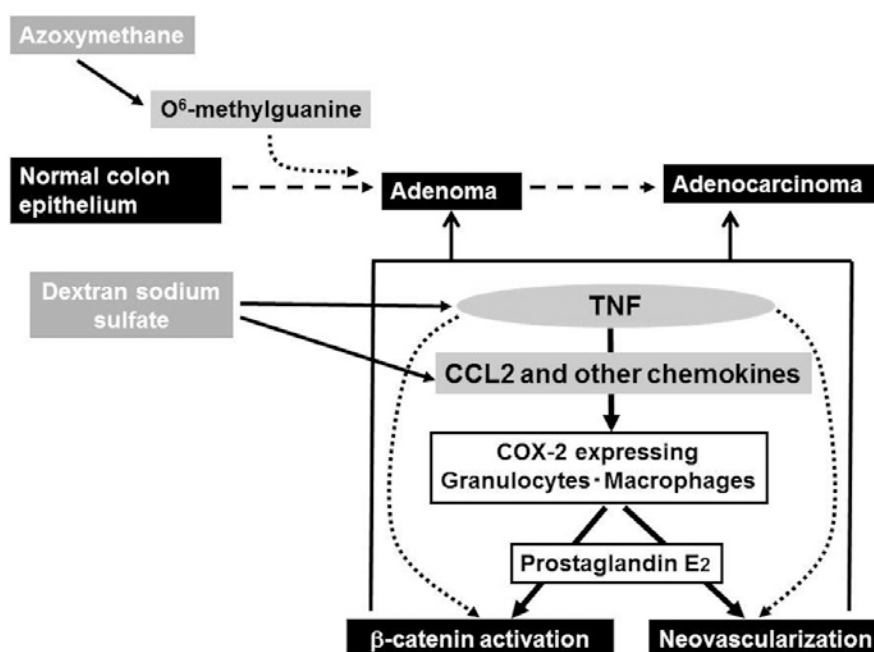 Azoxymethane
O⁶-methylguanine
Normal colon
epithelium
Adenoma
Adenocarcinoma
Dextran sodium
sulfate
TNF
CCL2 and other chemokines
COX-2 expressing
Granulocytes・Macrophages
Prostaglandin E₂
β-catenin activation
Neovascularization